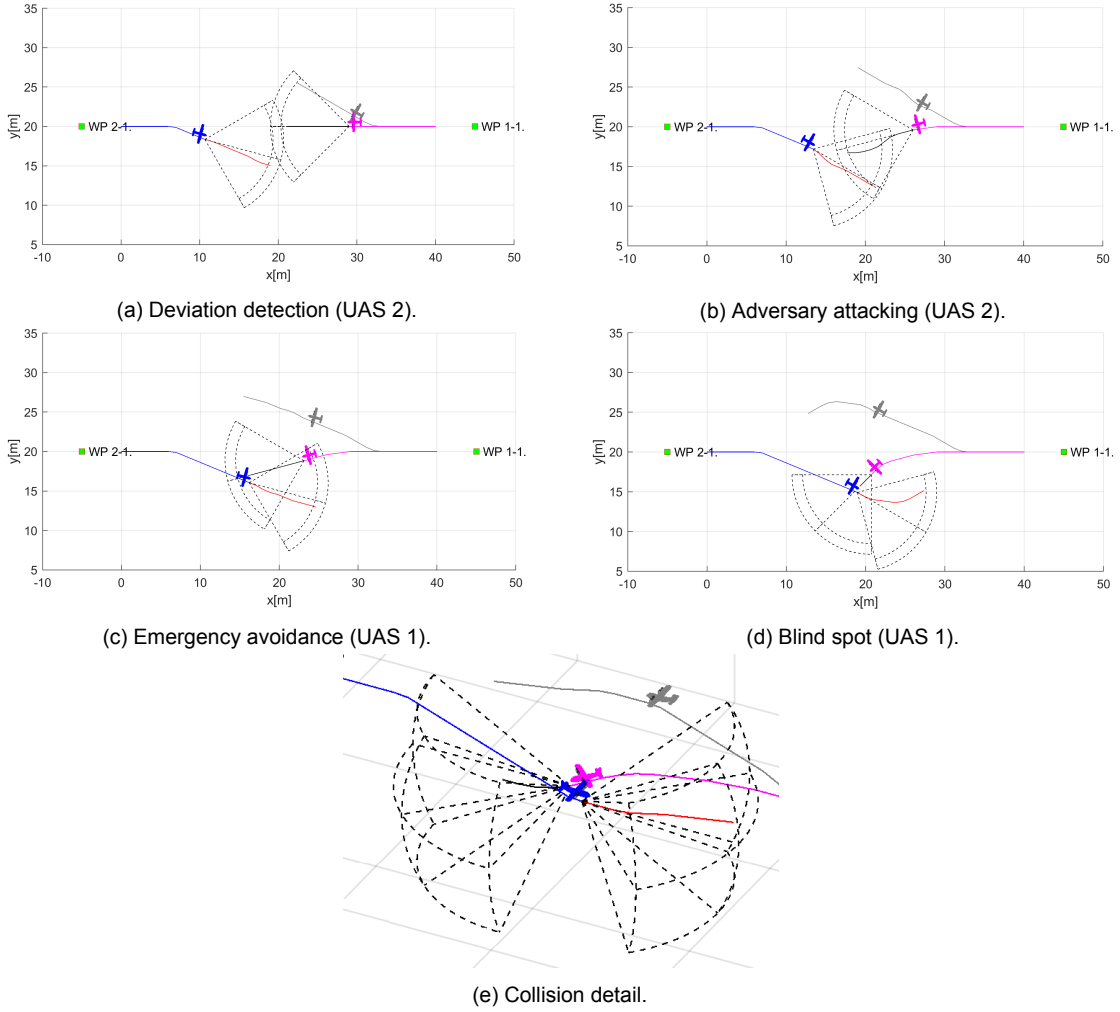 35
30
25
20
15
10
5
y[m]
WP 2-1.
WP 1-1.
-10 0 10 20 30 40 50
x[m]
(a) Deviation detection (UAS 2).
35
30
25
20
15
10
5
y[m]
WP 2-1.
WP 1-1.
-10 0 10 20 30 40 50
x[m]
(b) Adversary attacking (UAS 2).
35
30
25
20
15
10
5
y[m]
WP 2-1.
WP 1-1.
-10 0 10 20 30 40 50
x[m]
(c) Emergency avoidance (UAS 1).
35
30
25
20
15
10
5
y[m]
WP 2-1.
WP 1-1.
-10 0 10 20 30 40 50
x[m]
(d) Blind spot (UAS 1).
(e) Collision detail.